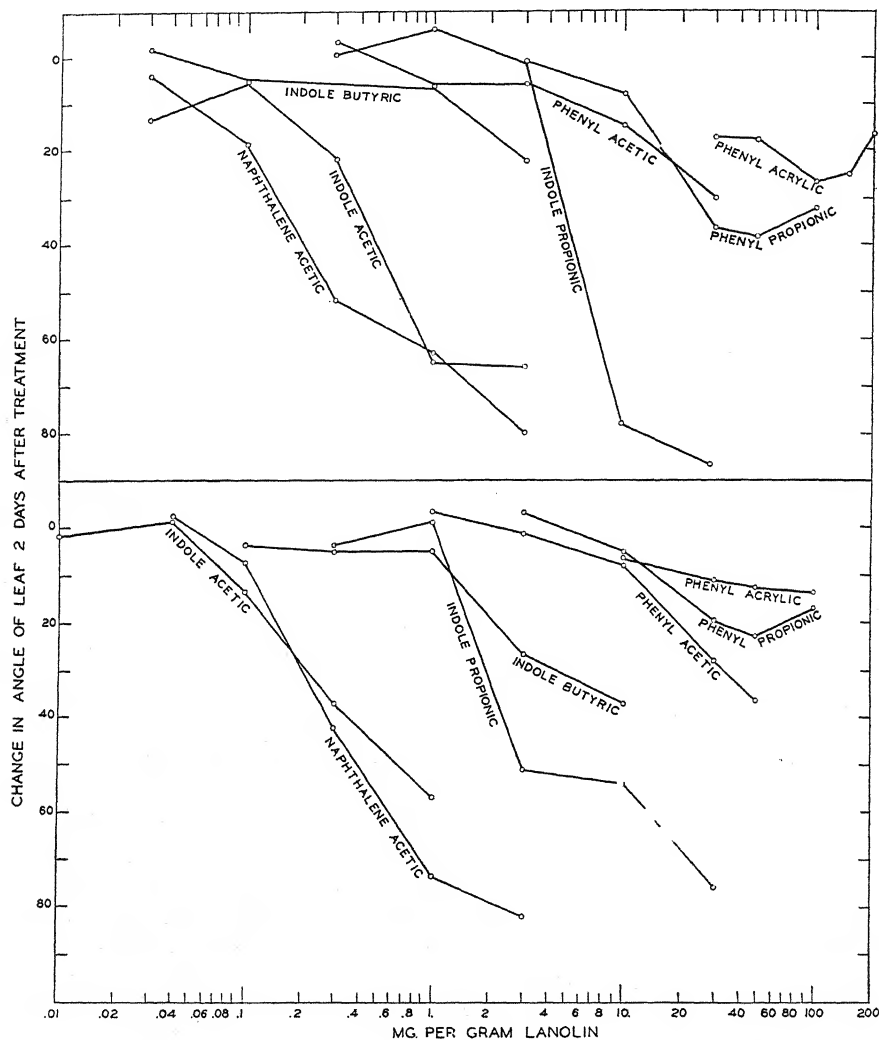 0
20
40
60
80
INDOLE BUTYRIC
NAPHTHALENE ACETIC
INDOLE ACETIC
INDOLE PROPIONIC
PHENYL ACETIC
PHENYL ACRYLIC
PHENYL PROPIONIC
CHANGE IN ANGLE OF LEAF 2 DAYS AFTER TREATMENT
0
20
40
60
80
INDOLE ACETIC
NAPHTHALENE ACETIC
INDOLE PROPIONIC
INDOLE BUTYRIC
PHENYL ACRYLIC
PHENYL PROPIONIC
PHENYL ACETIC
.01 .02 .04 .06 .08 .1 .2 .4 .6 .8 1. 2 4 6 8 10. 20 40 60 80 100 200
MG. PER GRAM LANOLIN